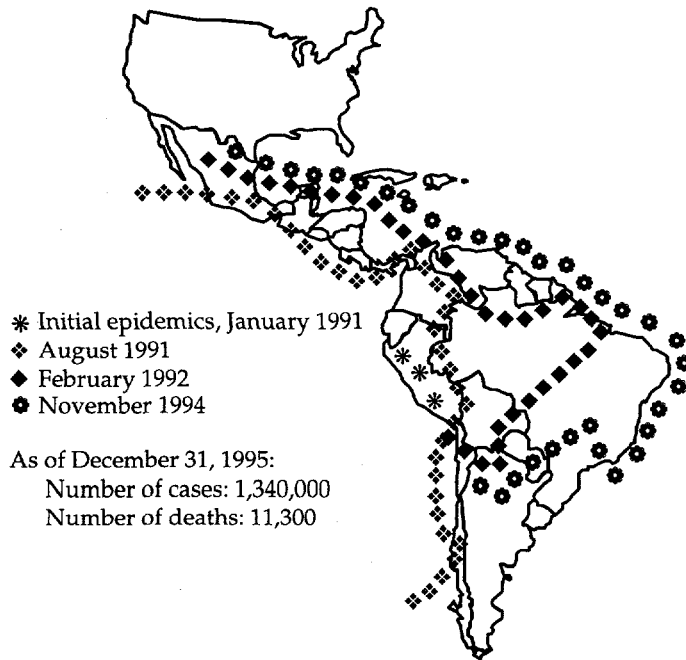 Initial epidemics, January 1991
August 1991
February 1992
November 1994
As of December 31, 1995:
Number of cases: 1,340,000
Number of deaths: 11,300